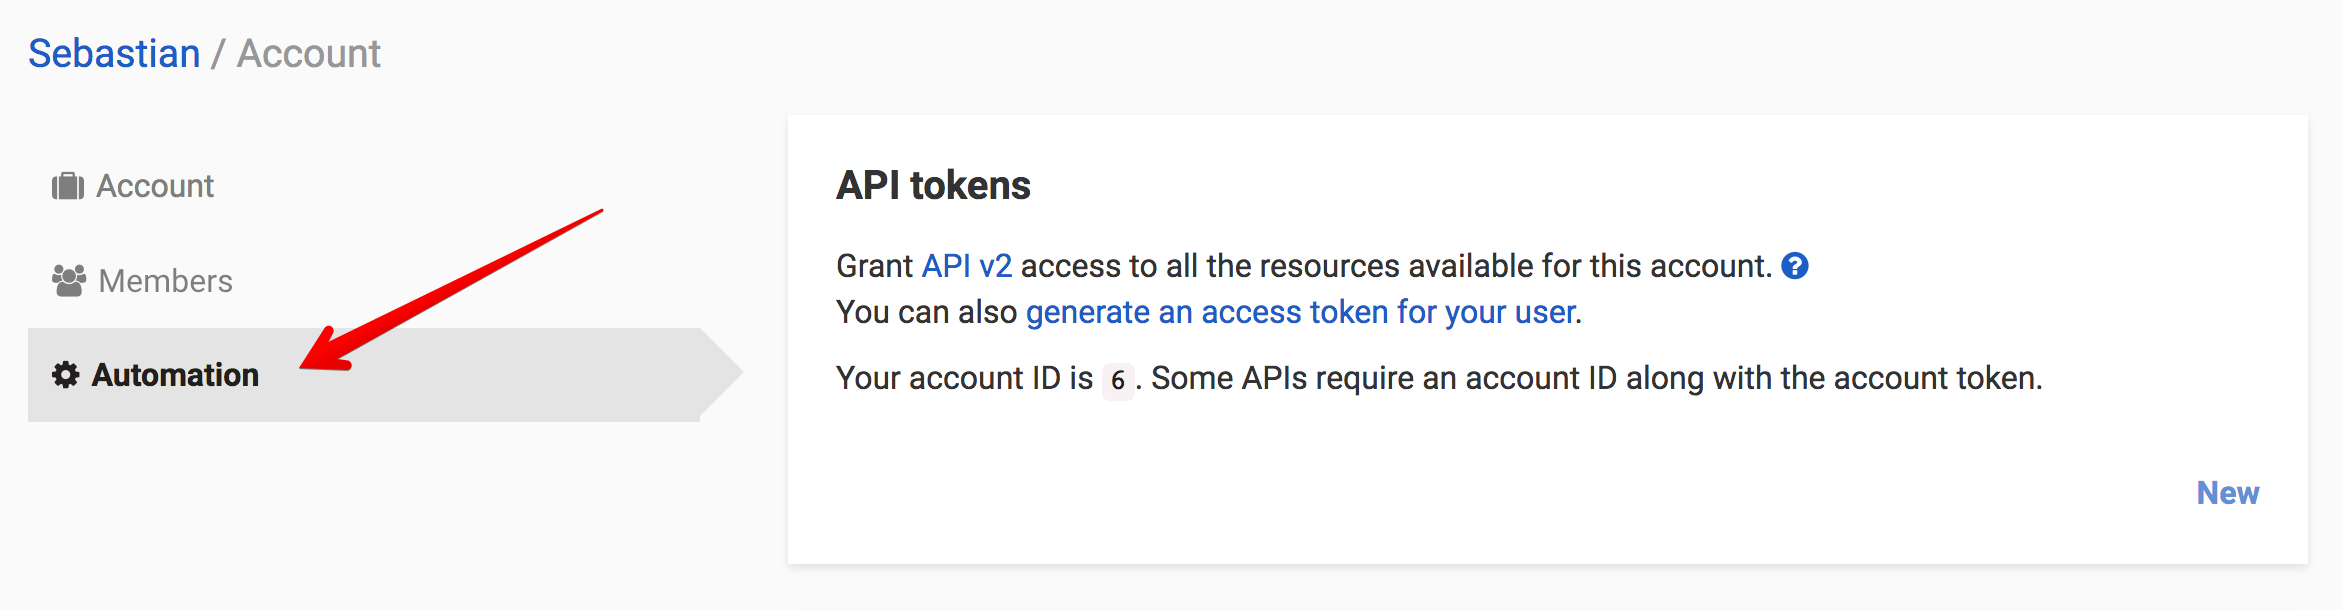 Sebastian / Account
Account
Members
Automation
API tokens
Grant API v2 access to all the resources available for this account. ?
You can also generate an access token for your user.
Your account ID is 6. Some APIs require an account ID along with the account token.
New